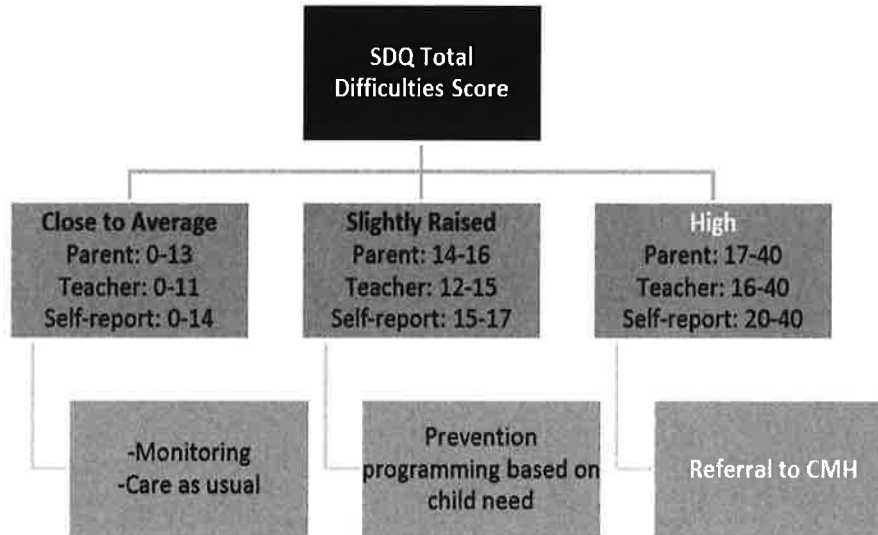 SDQ Total
Difficulties Score
Close to Average
Parent: 0-13
Teacher: 0-11
Self-report: 0-14
Slightly Raised
Parent: 14-16
Teacher: 12-15
Self-report: 15-17
High
Parent: 17-40
Teacher: 16-40
Self-report: 20-40
-Monitoring
-Care as usual
Prevention
programming based on
child need
Referral to CMH